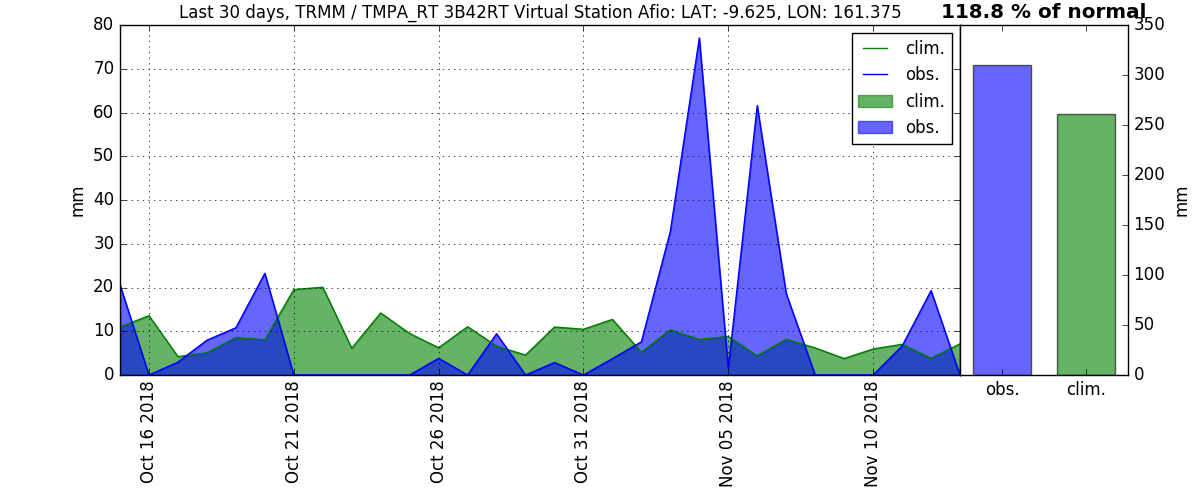 Last 30 days, TRMM / TMPA_RT 3B42RT Virtual Station Afio: LAT: -9.625, LON: 161.375
118.8 % of normal
80
70
60
50
40
30
20
10
0
mm
clim.
obs.
clim.
obs.
Oct 16 2018
Oct 21 2018
Oct 26 2018
Oct 31 2018
Nov 05 2018
Nov 10 2018
350
300
250
200
150
100
50
0
mm
obs.
clim.